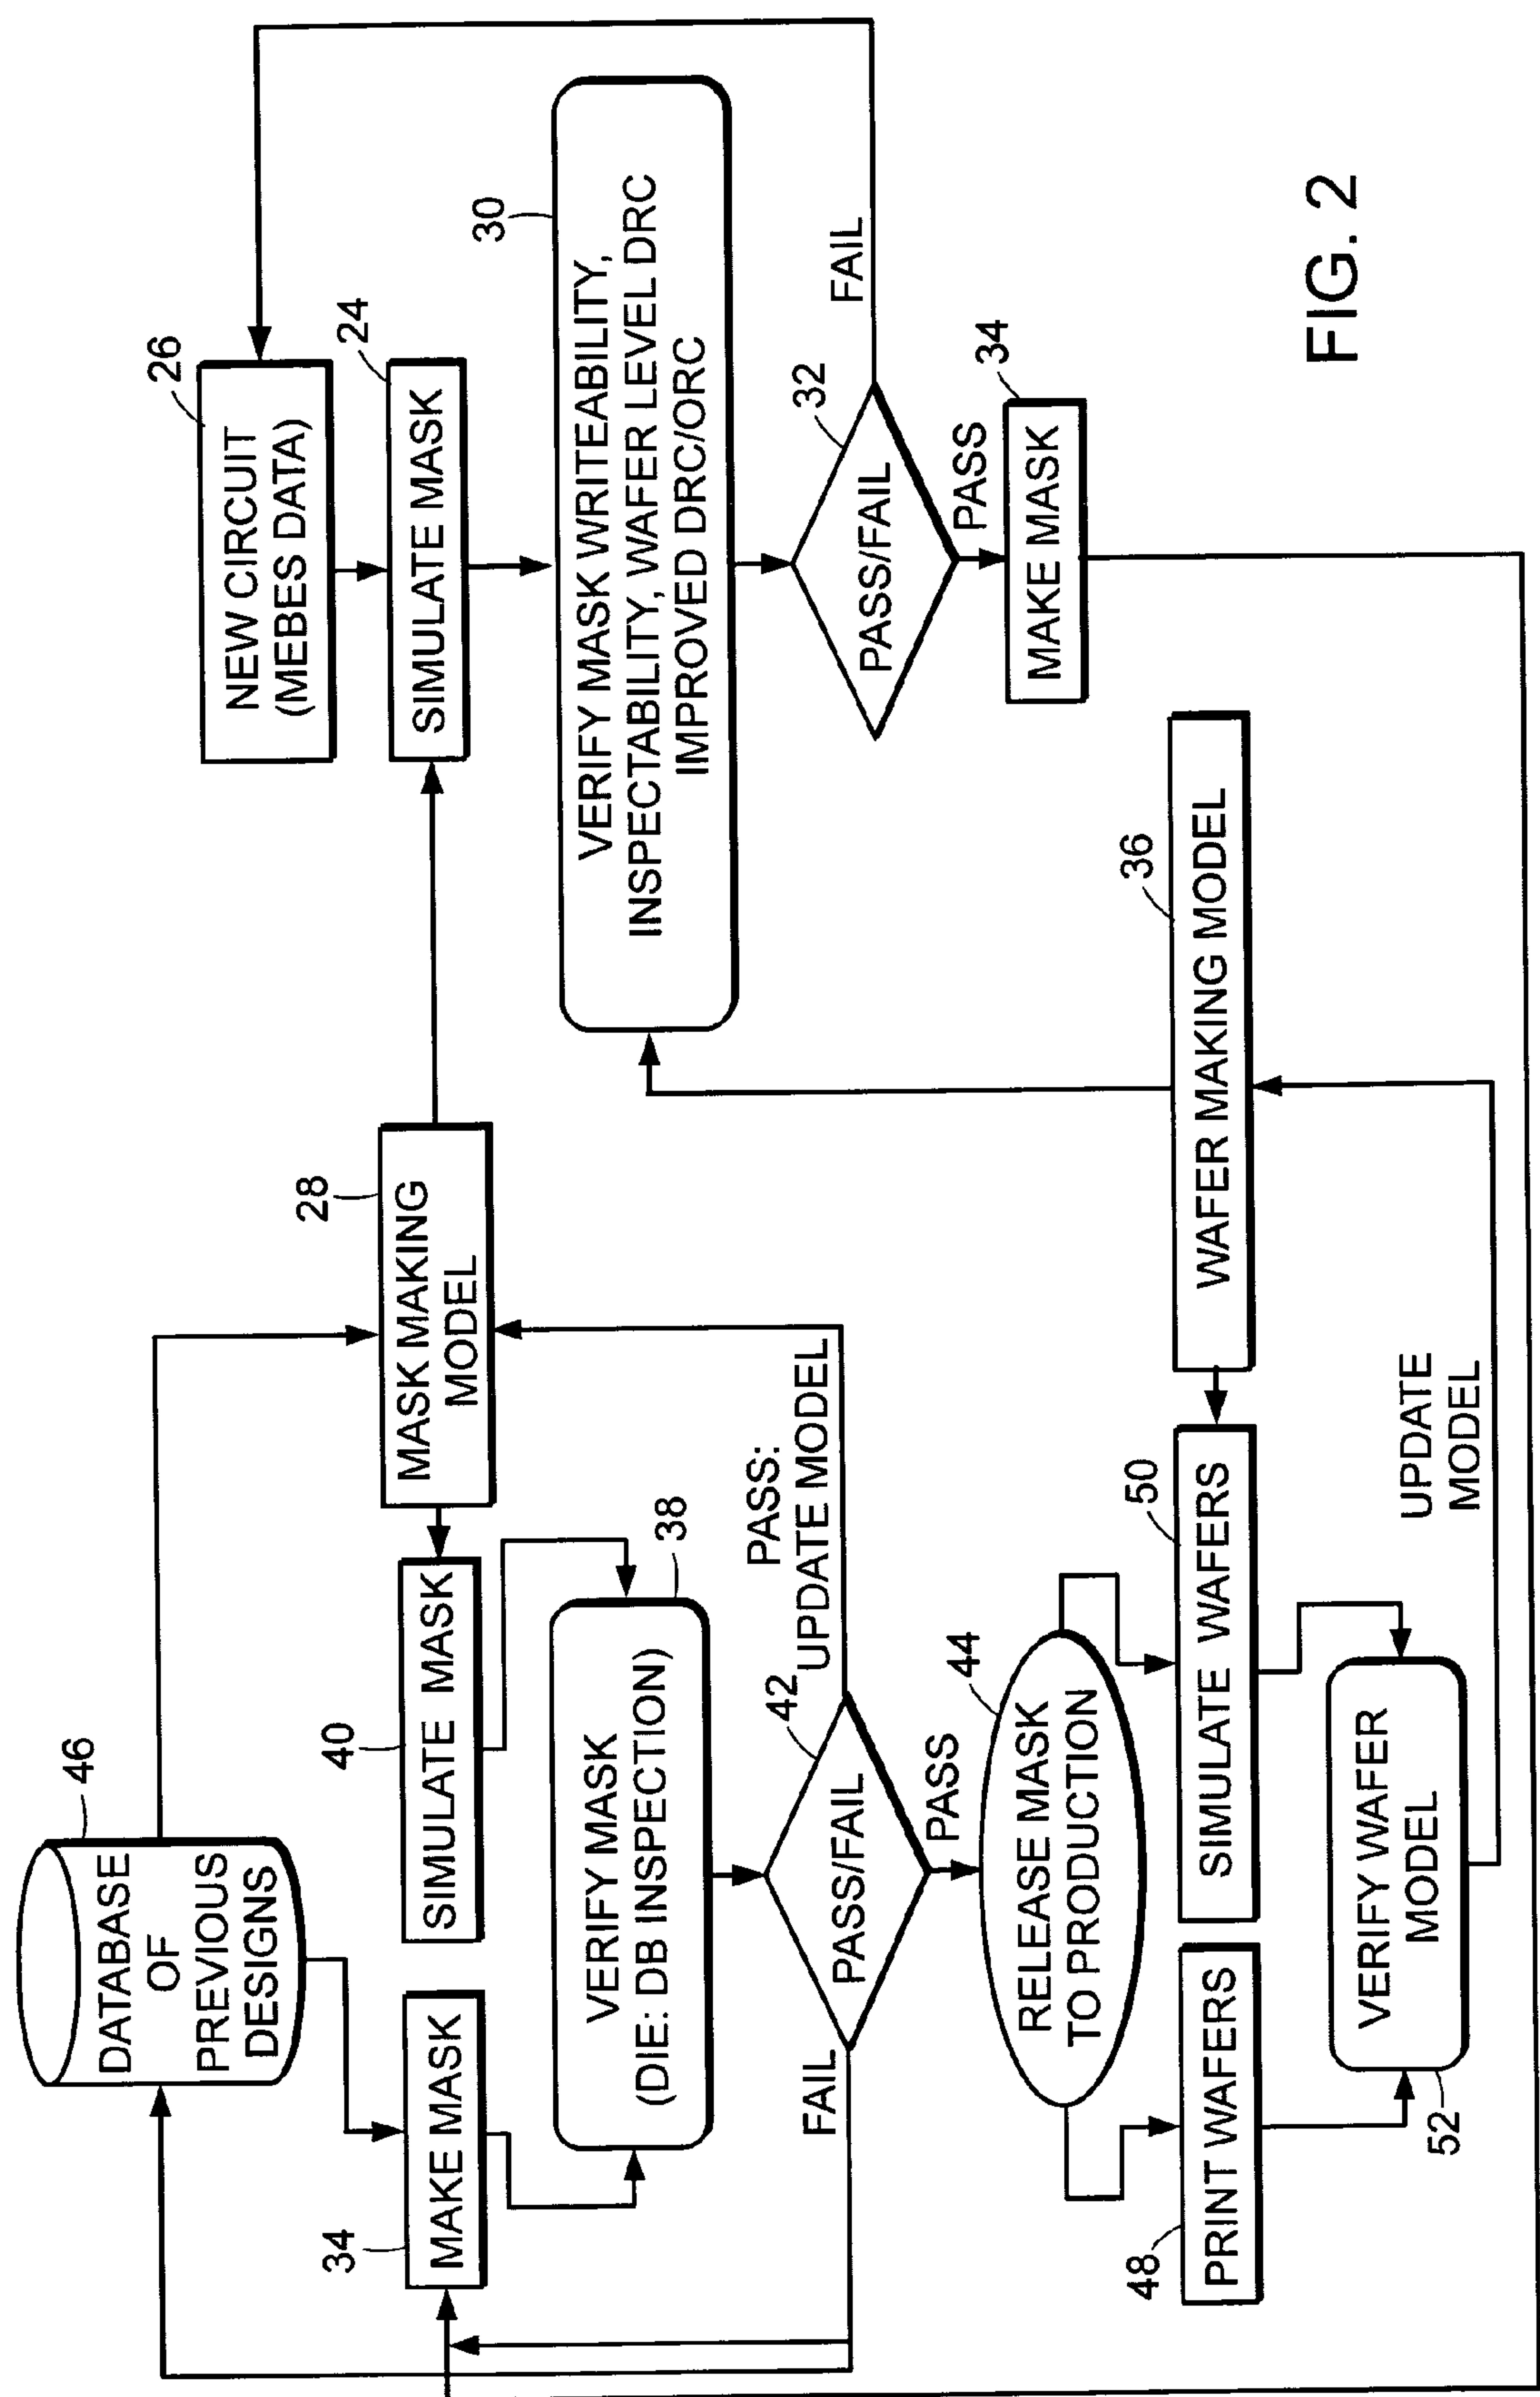 46
DATABASE
OF
PREVIOUS
DESIGNS
34
MAKE MASK
40
SIMULATE MASK
28
MASK MAKING
MODEL
38
VERIFY MASK
(DIE: DB INSPECTION)
42
PASS/FAIL
FAIL
PASS:
UPDATE MODEL
PASS
44
RELEASE MASK
TO PRODUCTION
48
PRINT WAFERS
50
SIMULATE WAFERS
52
VERIFY WAFER
MODEL
UPDATE
MODEL
36
WAFER MAKING MODEL
26
NEW CIRCUIT
(MEBES DATA)
24
SIMULATE MASK
30
VERIFY MASK WRITEABILITY,
INSPECTABILITY, WAFER LEVEL DRC
IMPROVED DRC/ORC
32
PASS/FAIL
FAIL
PASS
34
MAKE MASK
FIG. 2